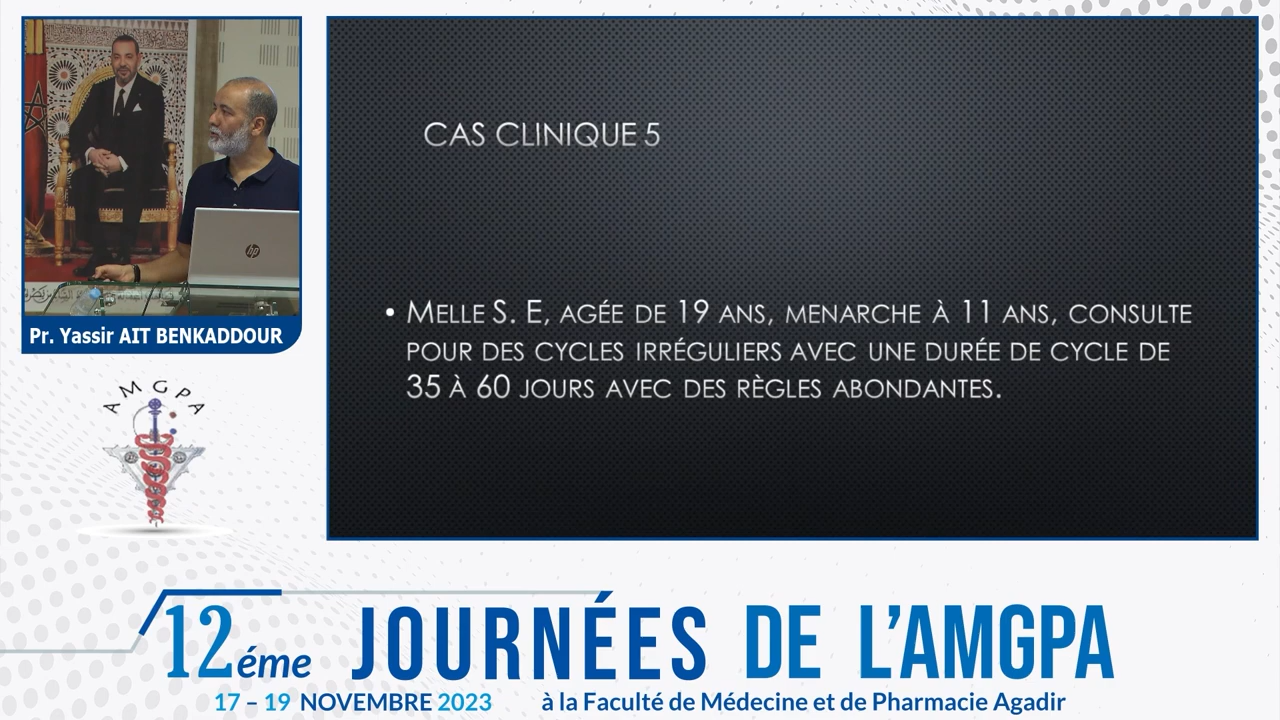 CAS CLINIQUE 5
• MELLE S. E, AGÉE DE 19 ANS, MENARCHE À 11 ANS, CONSULTE
POUR DES CYCLES IRRÉGULIERS AVEC UNE DURÉE DE CYCLE DE
35 À 60 JOURS AVEC DES RÈGLES ABONDANTES.
hp
Pr. Yassir AIT BENKADDOUR
AMGPA
12éme JOURNÉES DE L'AMGPA
17 – 19 NOVEMBRE 2023 à la Faculté de Médecine et de Pharmacie Agadir